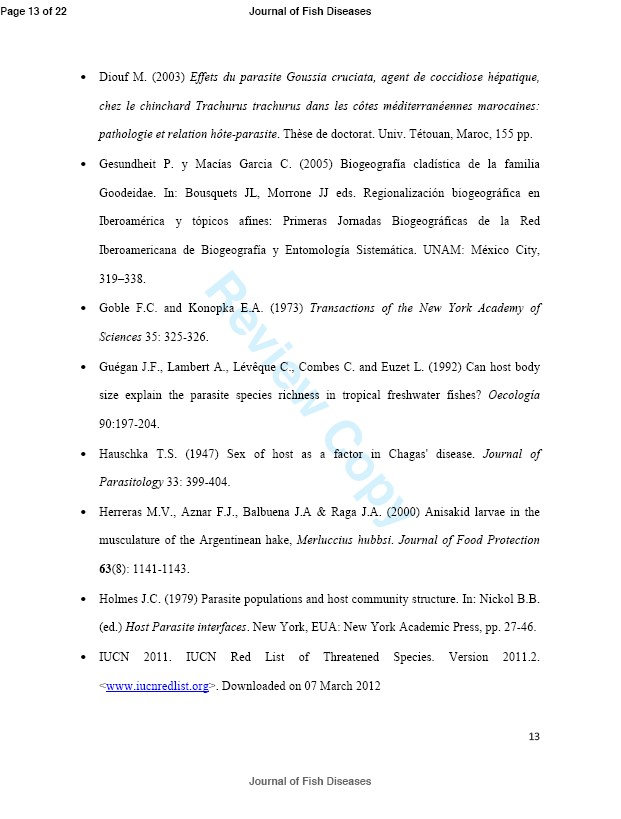 Page 13 of 22
Journal of Fish Diseases
• Diouf M. (2003) Effets du parasite Goussia cruciata, agent de coccidiose hépatique,
chez le chinchard Trachurus trachurus dans les côtes méditerranéennes marocaines:
pathologie et relation hôte-parasite. Thèse de doctorat. Univ. Tétouan, Maroc, 155 pp.
• Gesundheit P. y Macías Garcia C. (2005) Biogeografía cladística de la familia
Goodeidae. In: Bousquets JL, Morrone JJ eds. Regionalización biogeográfica en
Iberoamérica y tópicos afines: Primeras Jornadas Biogeográficas de la Red
Iberoamericana de Biogeografía y Entomología Sistemática. UNAM: México City,
319–338.
• Goble F.C. and Konopka E.A. (1973) Transactions of the New York Academy of
Sciences 35: 325-326.
• Guégan J.F., Lambert A., Lévêque C., Combes C. and Euzet L. (1992) Can host body
size explain the parasite species richness in tropical freshwater fishes? Oecología
90:197-204.
• Hauschka T.S. (1947) Sex of host as a factor in Chagas' disease. Journal of
Parasitology 33: 399-404.
• Herreras M.V., Aznar F.J., Balbuena J.A & Raga J.A. (2000) Anisakid larvae in the
musculature of the Argentinean hake, Merluccius hubbsi. Journal of Food Protection
63(8): 1141-1143.
• Holmes J.C. (1979) Parasite populations and host community structure. In: Nickol B.B.
(ed.) Host Parasite interfaces. New York, EUA: New York Academic Press, pp. 27-46.
• IUCN 2011. IUCN Red List of Threatened Species. Version 2011.2.
<www.iucnredlist.org>. Downloaded on 07 March 2012
Review Copy
13
Journal of Fish Diseases